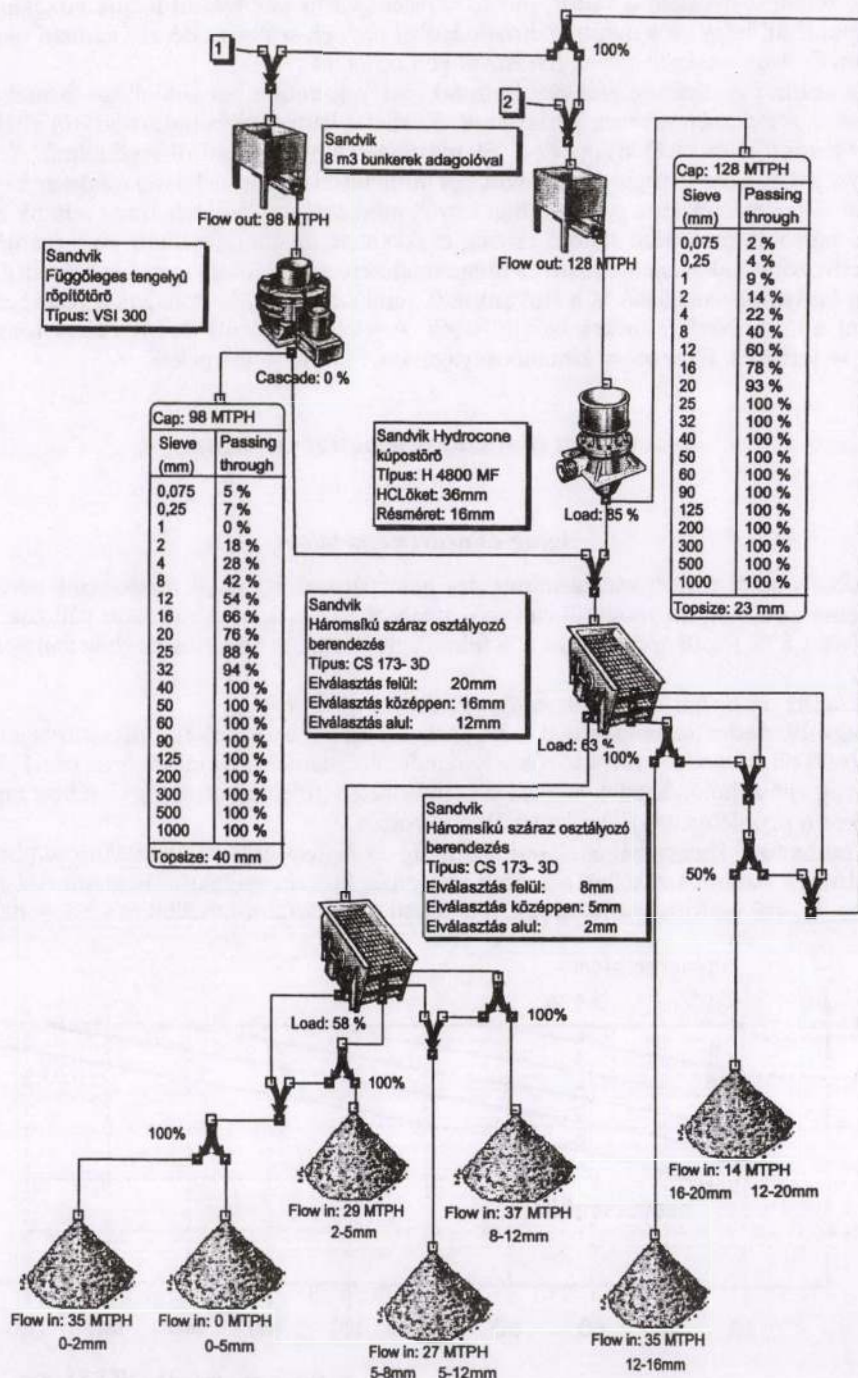 1
100%
2
Sandvik
8 m3 bunkerek adagolóval
Flow out: 98 MTPH
Flow out: 128 MTPH
Sandvik
Függőleges tengelyű
röpítőtörő
Típus: VSI 300
Cascade: 0 %
Cap: 128 MTPH
Sieve Passing
(mm) through
0,075 2 %
0,25 4 %
1 9 %
2 14 %
4 22 %
8 40 %
12 60 %
16 78 %
20 93 %
25 100 %
32 100 %
40 100 %
50 100 %
60 100 %
90 100 %
125 100 %
200 100 %
300 100 %
500 100 %
1000 100 %
Topsize: 23 mm
Cap: 98 MTPH
Sieve Passing
(mm) through
0,075 5 %
0,25 7 %
1 0 %
2 18 %
4 28 %
8 42 %
12 54 %
16 66 %
20 76 %
25 88 %
32 94 %
40 100 %
50 100 %
60 100 %
90 100 %
125 100 %
200 100 %
300 100 %
500 100 %
1000 100 %
Topsize: 40 mm
Sandvik Hydrocone
kúpostörő
Típus: H 4800 MF
HCLöket: 36mm
Résméret: 16mm
Load: 85 %
Sandvik
Háromsíkú száraz osztályozó
berendezés
Típus: CS 173- 3D
Elválasztás felül: 20mm
Elválasztás középpen: 16mm
Elválasztás alul: 12mm
Load: 63 %
100%
Sandvik
Háromsíkú száraz osztályozó
berendezés
Típus: CS 173- 3D
Elválasztás felül: 8mm
Elválasztás középpen: 5mm
Elválasztás alul: 2mm
50%
Load: 58 %
100%
100%
100%
Flow in: 14 MTPH
16-20mm 12-20mm
Flow in: 29 MTPH
2-5mm
Flow in: 37 MTPH
8-12mm
Flow in: 35 MTPH
0-2mm
Flow in: 0 MTPH
0-5mm
Flow in: 27 MTPH
5-8mm 5-12mm
Flow in: 35 MTPH
12-16mm